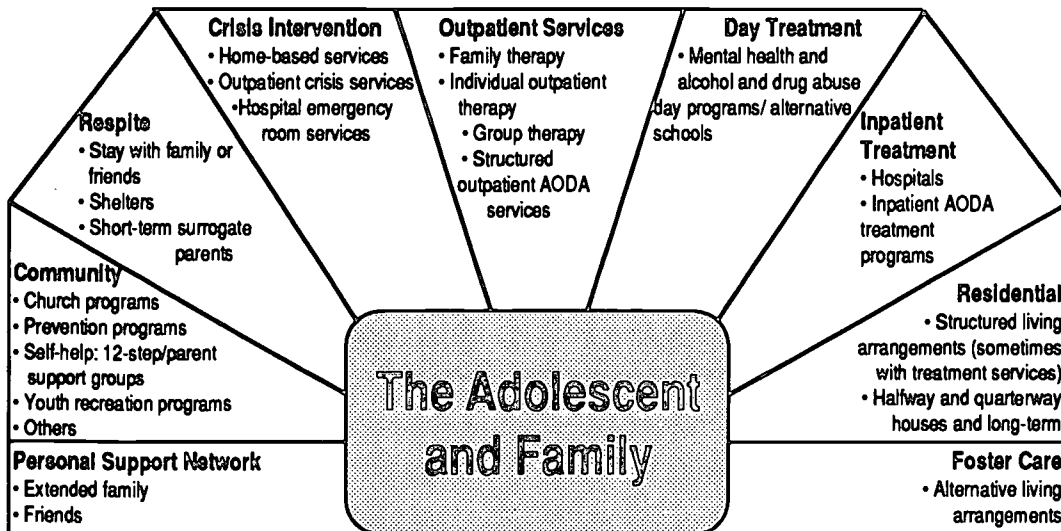 Crisis Intervention
• Home-based services
• Outpatient crisis services
• Hospital emergency
room services
Outpatient Services
• Family therapy
• Individual outpatient
therapy
• Group therapy
• Structured
outpatient AODA
services
Day Treatment
• Mental health and
alcohol and drug abuse
day programs/ alternative
schools
Respite
• Stay with family or
friends
• Shelters
• Short-term surrogate
parents
Inpatient
Treatment
• Hospitals
• Inpatient AODA
treatment
programs
Community
• Church programs
• Prevention programs
• Self-help: 12-step/parent
support groups
• Youth recreation programs
• Others
Residential
• Structured living
arrangements (sometimes
with treatment services)
• Halfway and quarterway
houses and long-term
The Adolescent
and Family
Personal Support Network
• Extended family
• Friends
Foster Care
• Alternative living
arrangements